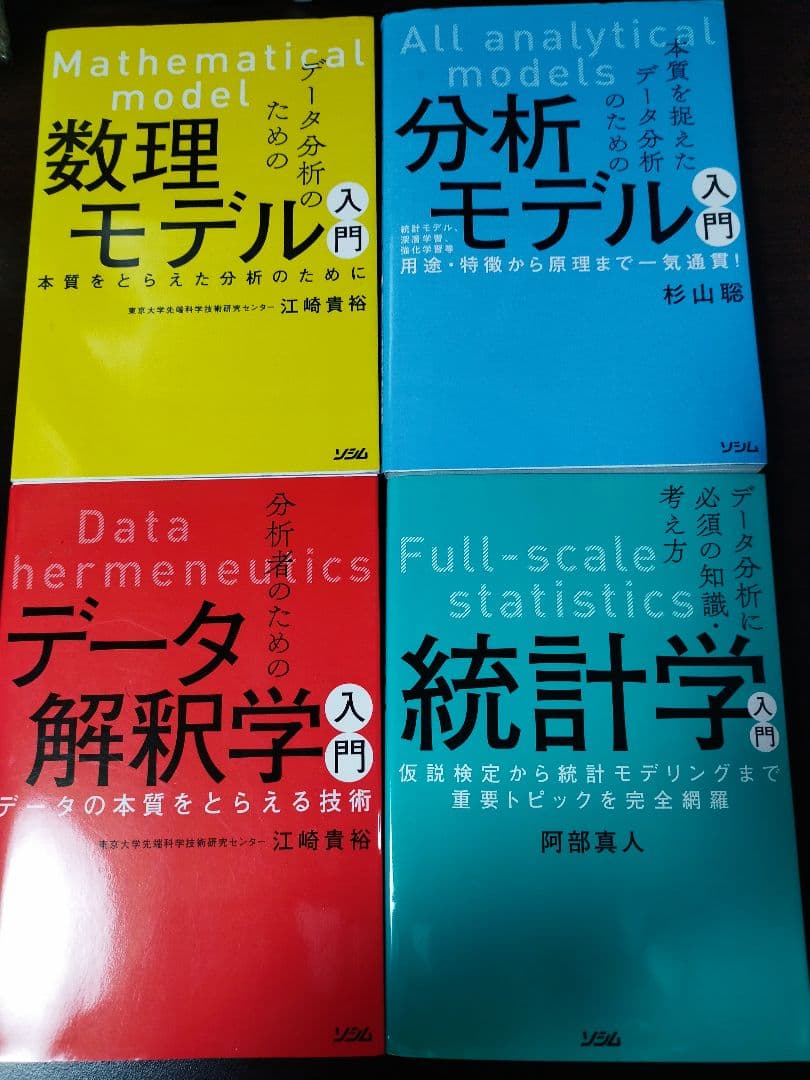 Mathematical
model
データ分析の
ための
数理
モデル
入門
本質をとらえた分析のために
東京大学先端科学技術研究センター 江崎貴裕
ソシム
All analytical
models
本質を捉えた
データ分析
のための
分析
モデル
入門
統計モデル、
深層学習、
強化学習等
用途・特徴から原理まで一気通貫!
杉山聡
ソシム
Data
hermeneutics
分析者のための
データ
解釈学
入門
データの本質をとらえる技術
東京大学先端科学技術研究センター 江崎貴裕
ソシム
Full-scale
statistics
データ分析に
必須の知識・
考え方
統計学
入門
仮説検定から統計モデリングまで
重要トピックを完全網羅
阿部真人
ソシム